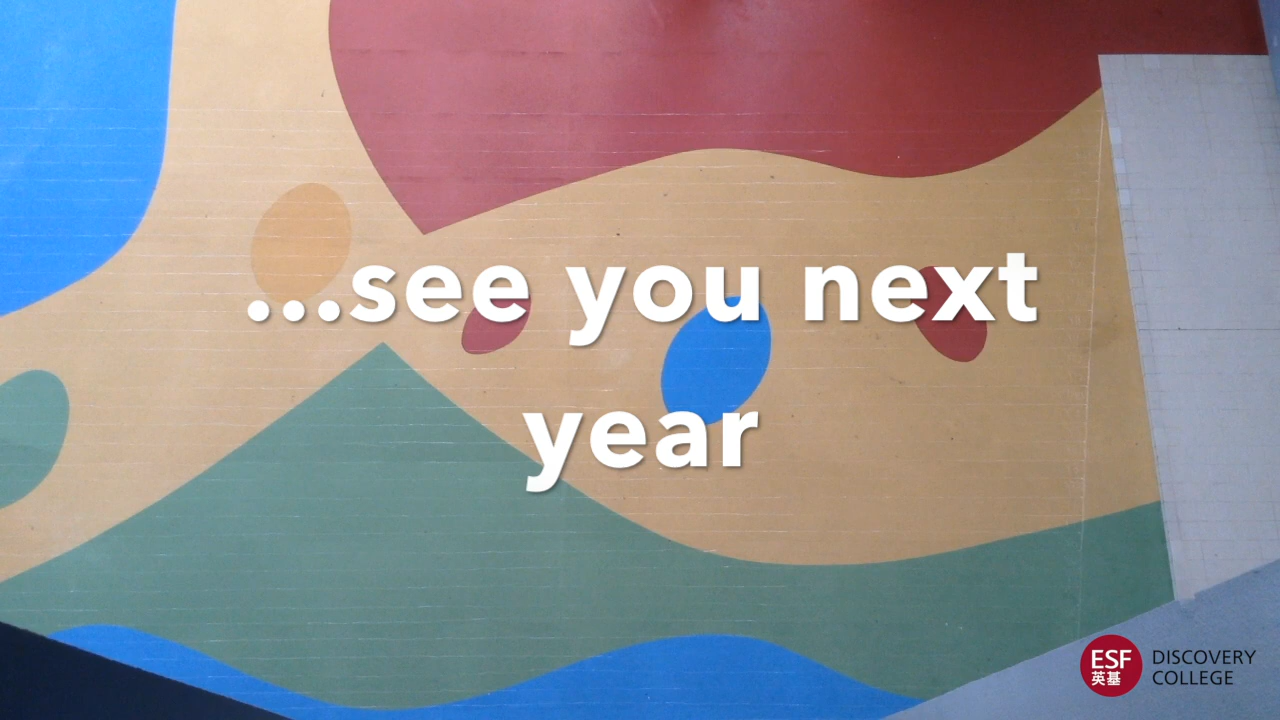 ...see you next
year
ESF
英基
DISCOVERY
COLLEGE